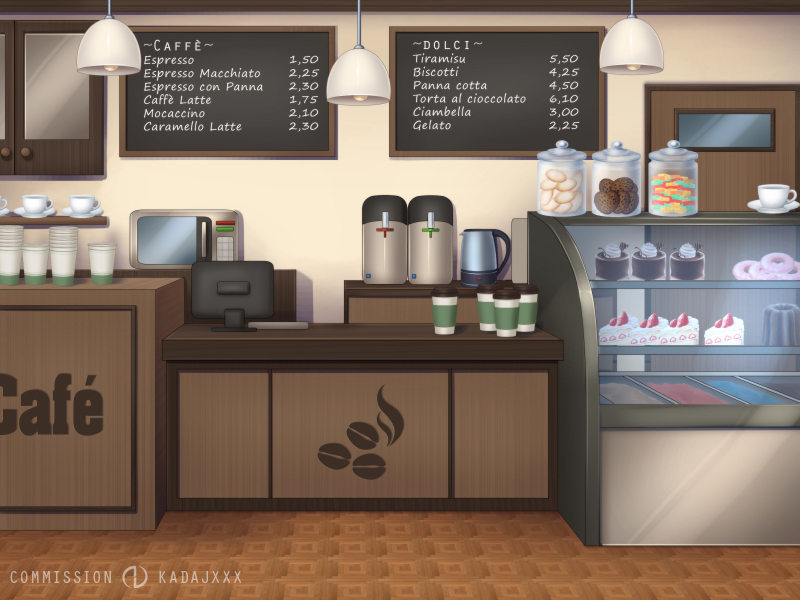 ~CAFFÈ~
Espresso 1,50
Espresso Macchiato 2,25
Espresso con Panna 2,30
Caffè Latte 1,75
Mocaccino 2,10
Caramello Latte 2,30
~DOLCI~
Tiramisu 5,50
Biscotti 4,25
Panna cotta 4,50
Torta al cioccolato 6,10
Ciambella 3,00
Gelato 2,25
Café
COMMISSION KADAJXXX